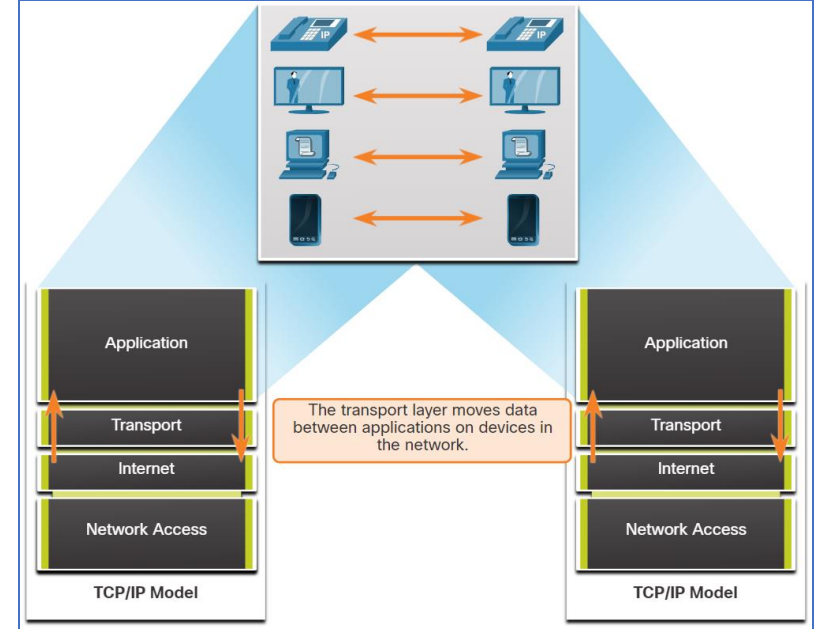 IP
IP
Application
Transport
Internet
Network Access
TCP/IP Model
The transport layer moves data
between applications on devices in
the network.
Application
Transport
Internet
Network Access
TCP/IP Model